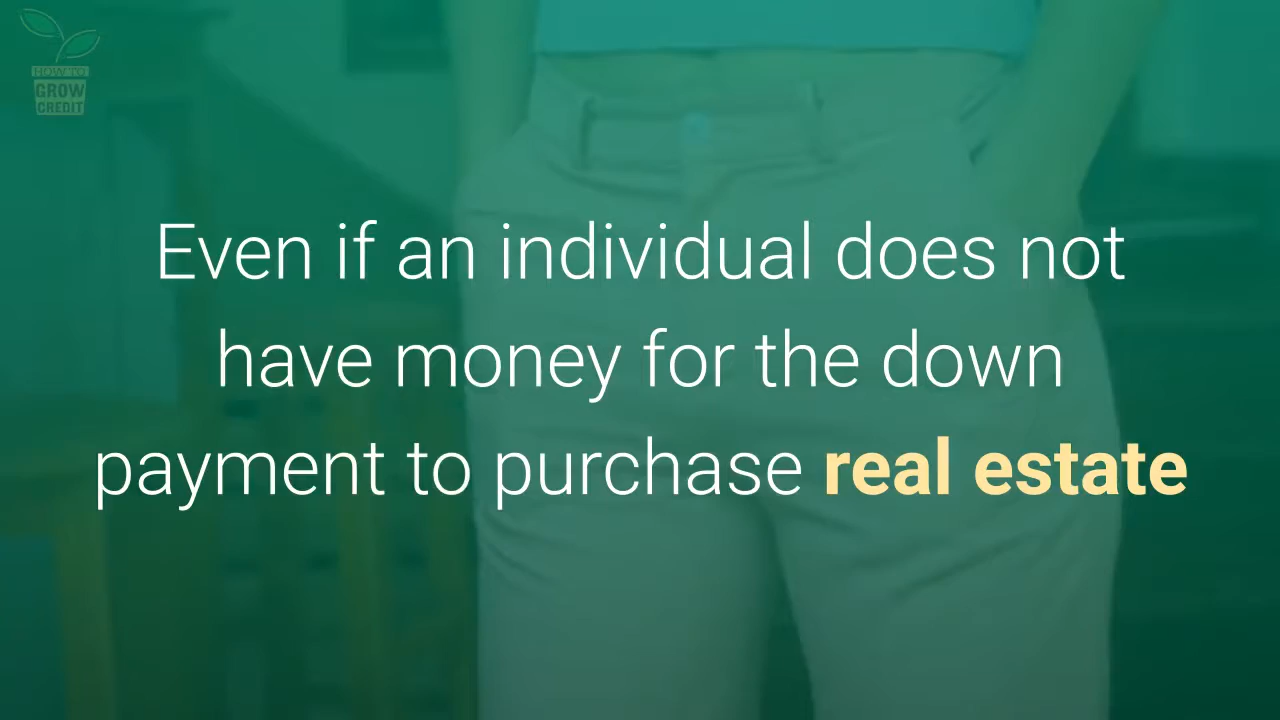 HOW TO
GROW
CREDIT
Even if an individual does not
have money for the down
payment to purchase real estate